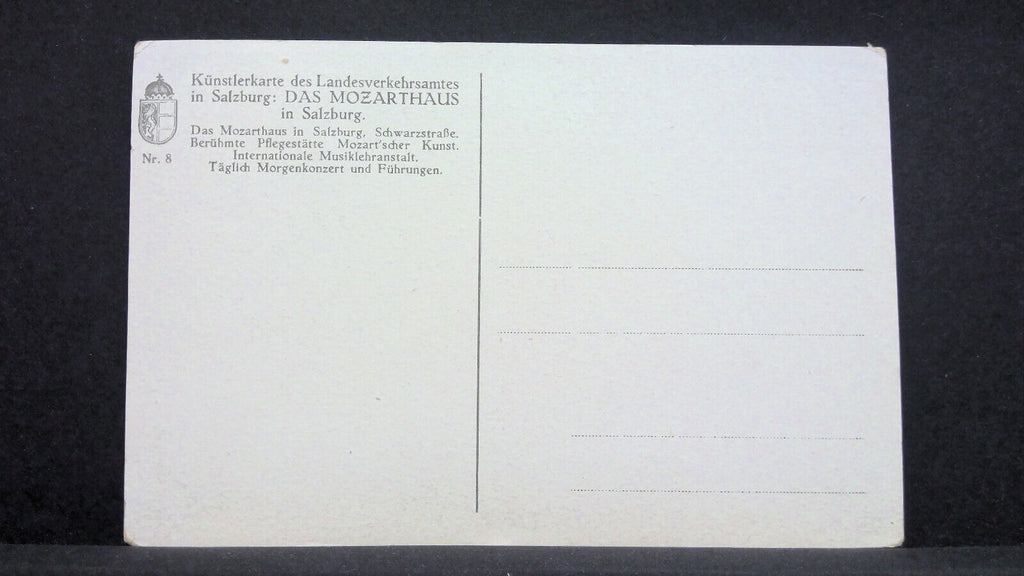 Künstlerkarte des Landesverkehrsamtes
in Salzburg: DAS MOZARTHAUS
in Salzburg.
Das Mozarthaus in Salzburg, Schwarzstraße.
Berühmte Pflegestätte Mozart'scher Kunst.
Internationale Musiklehranstalt.
Täglich Morgenkonzert und Führungen.
Nr. 8